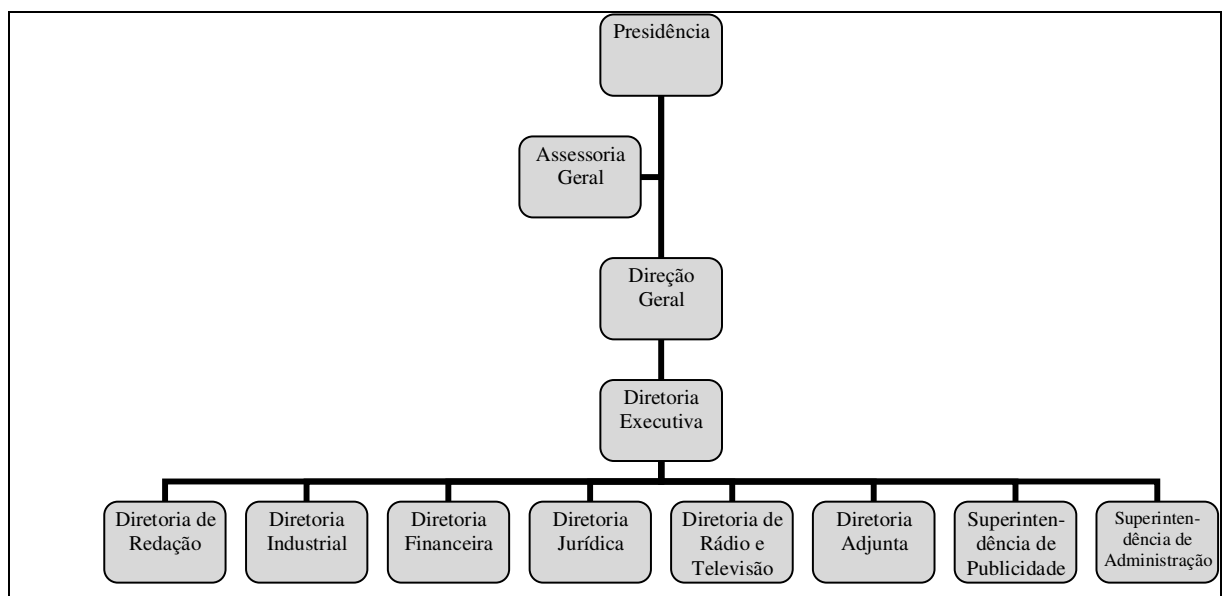 Presidência
Assessoria
Geral
Direção
Geral
Diretoria
Executiva
Diretoria de
Redação
Diretoria
Industrial
Diretoria
Financeira
Diretoria
Jurídica
Diretoria de
Rádio e
Televisão
Diretoria
Adjunta
Superinten-
dência de
Publicidade
Superinten-
dência de
Administração